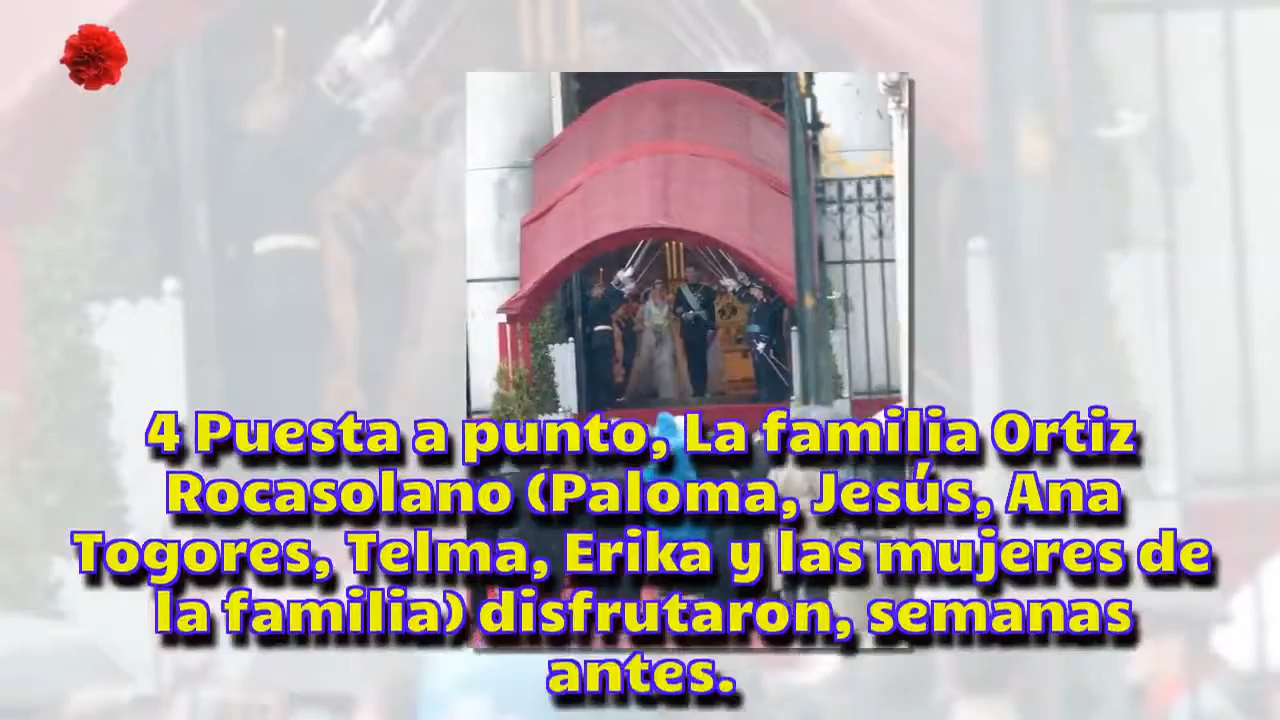 4 Puesta a punto, La familia Ortiz
Rocasolano (Paloma, Jesús, Ana
Togores, Telma, Erika y las mujeres de
la familia) disfrutaron, semanas
antes.